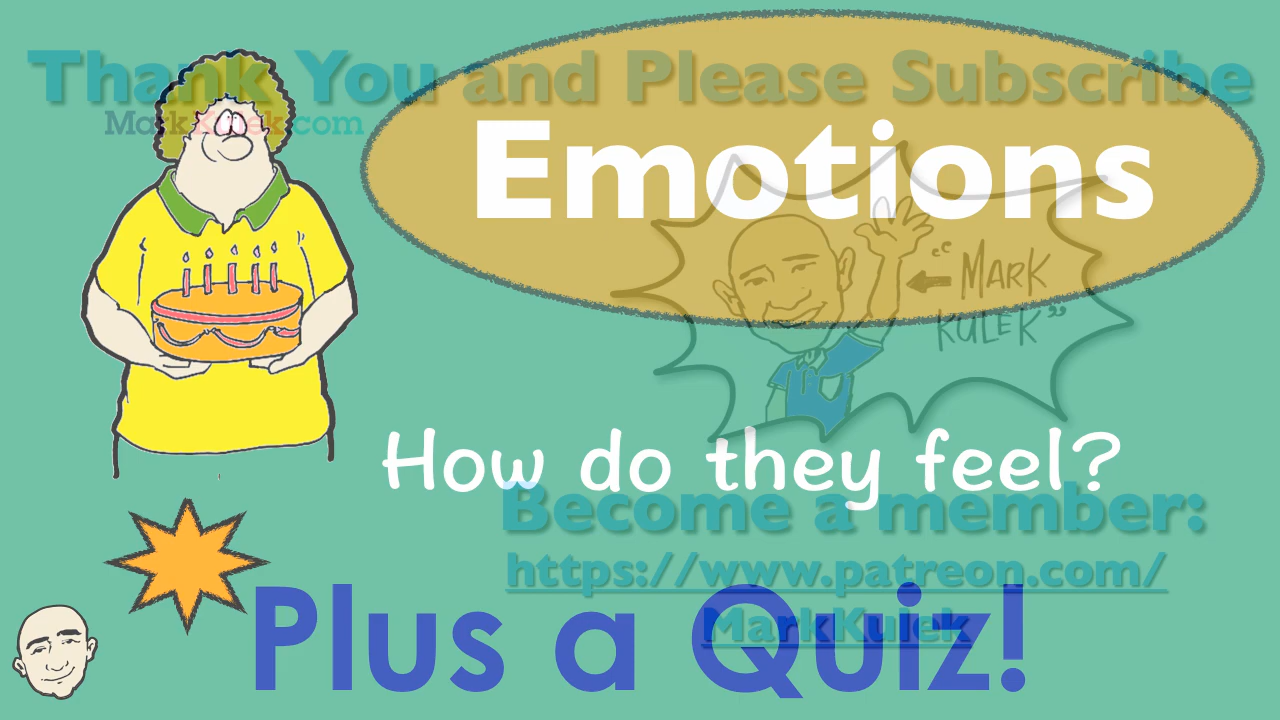 Thank You and Please Subscribe
MarkKulek.com
Emotions
"MARK
KULEK"
How do they feel?
Become a member:
https://www.patreon.com/
MarkKulek
Plus a Quiz!